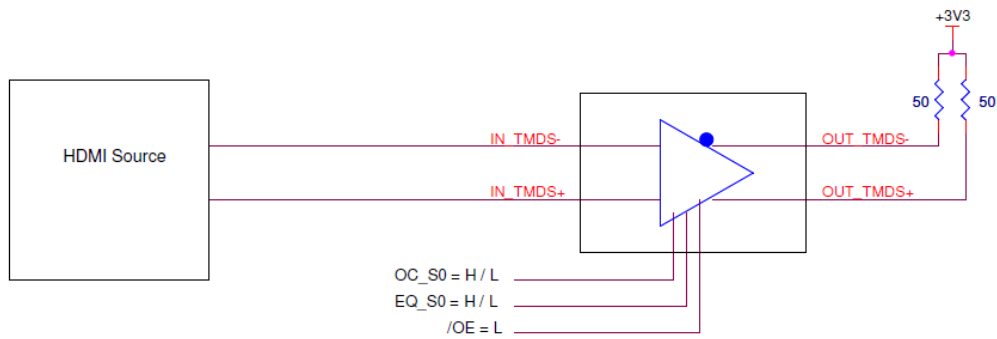 +3V3
50 50
HDMI Source
IN_TMDS- OUT_TMDS-
IN_TMDS+ OUT_TMDS+
OC_S0 = H / L
EQ_S0 = H / L
/OE = L